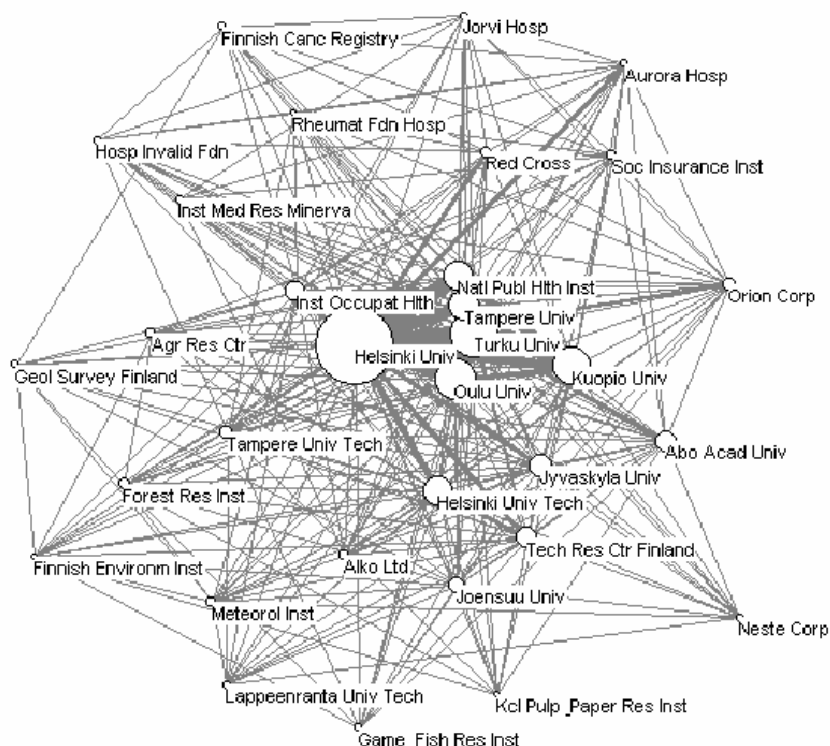 Jorvi Hosp
Finnish Canc Registry
Aurora Hosp
Rheumat Fdn Hosp
Hosp Invalid Fdn
Red Cross
Soc Insurance Inst
Inst Med Res Minerva
Natl Publ Hlth Inst
Orion Corp
Inst Occupat Hlth
Tampere Univ
Agr Res Ctr
Turku Univ
Helsinki Univ
Geol Survey Finland
Kuopio Univ
Oulu Univ
Tampere Univ Tech
Abo Acad Univ
Jyvaskyla Univ
Forest Res Inst
Helsinki Univ Tech
Tech Res Ctr Finland
Finnish Environm Inst
Alko Ltd
Joensuu Univ
Meteorol Inst
Neste Corp
Lappeenranta Univ Tech
Kcl Pulp_Paper Res Inst
Game_Fish Res Inst